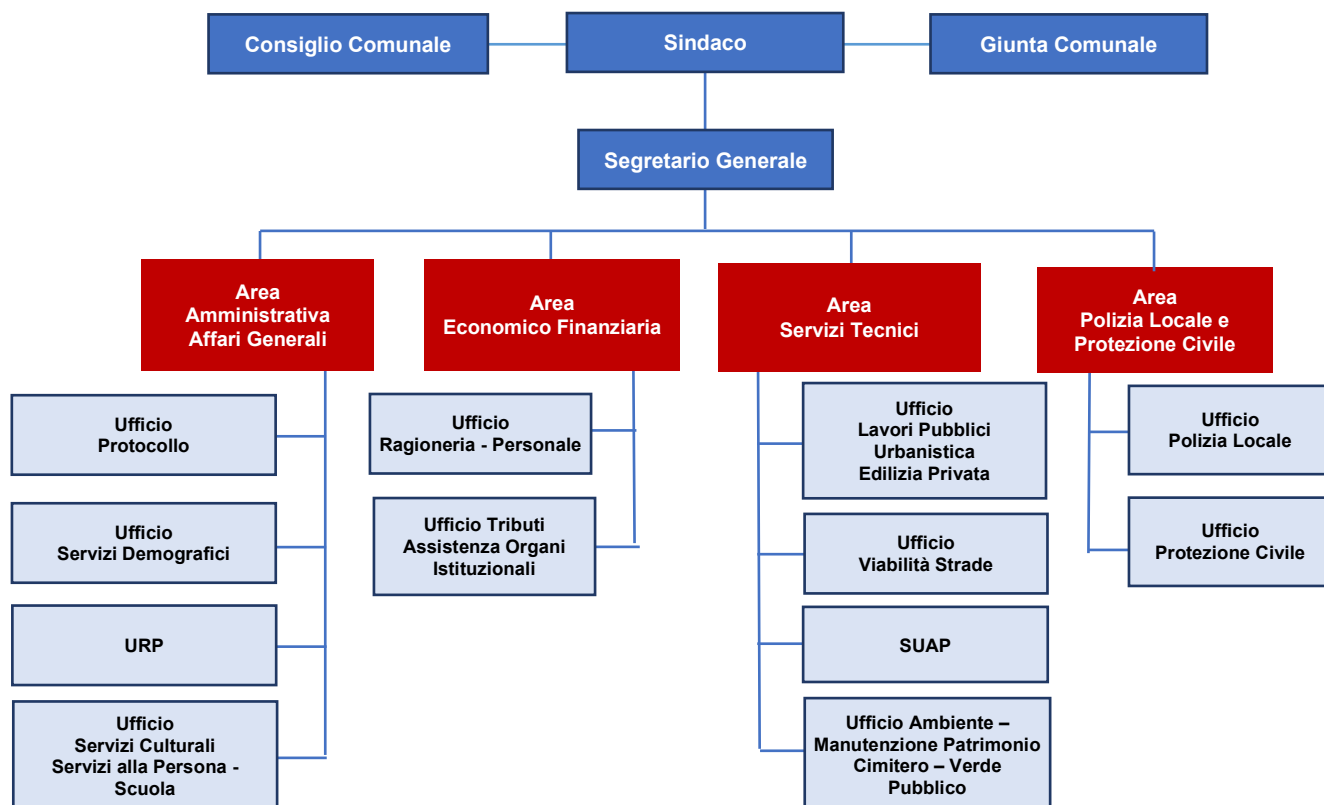 Consiglio Comunale
Sindaco
Giunta Comunale
Segretario Generale
Area
Amministrativa
Affari Generali
Area
Economico Finanziaria
Area
Servizi Tecnici
Area
Polizia Locale e
Protezione Civile
Ufficio
Protocollo
Ufficio
Servizi Demografici
URP
Ufficio
Servizi Culturali
Servizi alla Persona -
Scuola
Ufficio
Ragioneria - Personale
Ufficio Tributi
Assistenza Organi
Istituzionali
Ufficio
Lavori Pubblici
Urbanistica
Edilizia Privata
Ufficio
Viabilità Strade
SUAP
Ufficio Ambiente –
Manutenzione Patrimonio
Cimitero – Verde
Pubblico
Ufficio
Polizia Locale
Ufficio
Protezione Civile